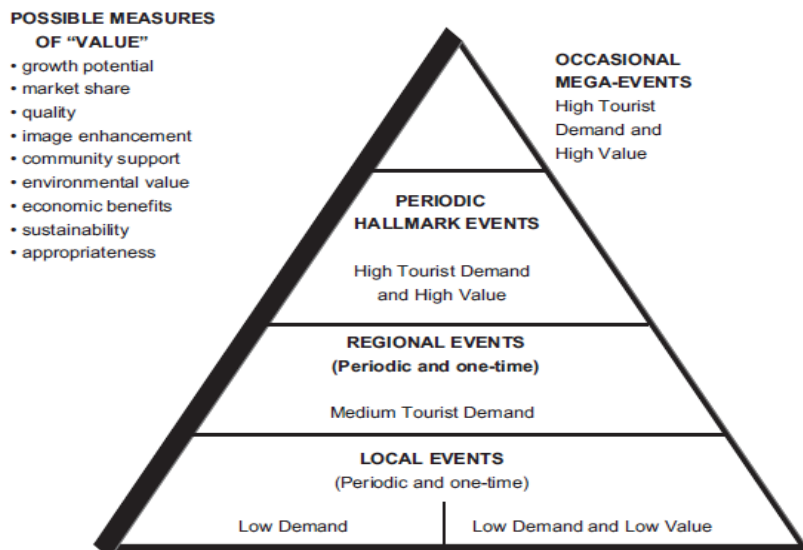 POSSIBLE MEASURES
OF “VALUE”
• growth potential
• market share
• quality
• image enhancement
• community support
• environmental value
• economic benefits
• sustainability
• appropriateness
OCCASIONAL
MEGA-EVENTS
High Tourist
Demand and
High Value
PERIODIC
HALLMARK EVENTS
High Tourist Demand
and High Value
REGIONAL EVENTS
(Periodic and one-time)
Medium Tourist Demand
LOCAL EVENTS
(Periodic and one-time)
Low Demand
Low Demand and Low Value